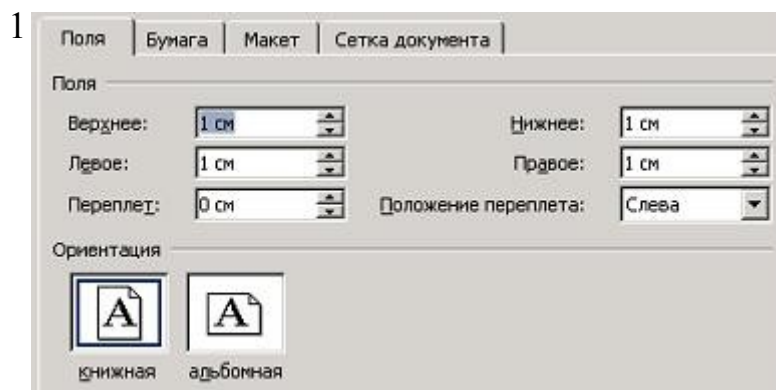 1
Поля Бумага Макет Сетка документа
Поля
Верхнее: 1 см Нижнее: 1 см
Левое: 1 см Правое: 1 см
Переплет: 0 см Положение переплета: Слева
Ориентация
A A
книжная альбомная